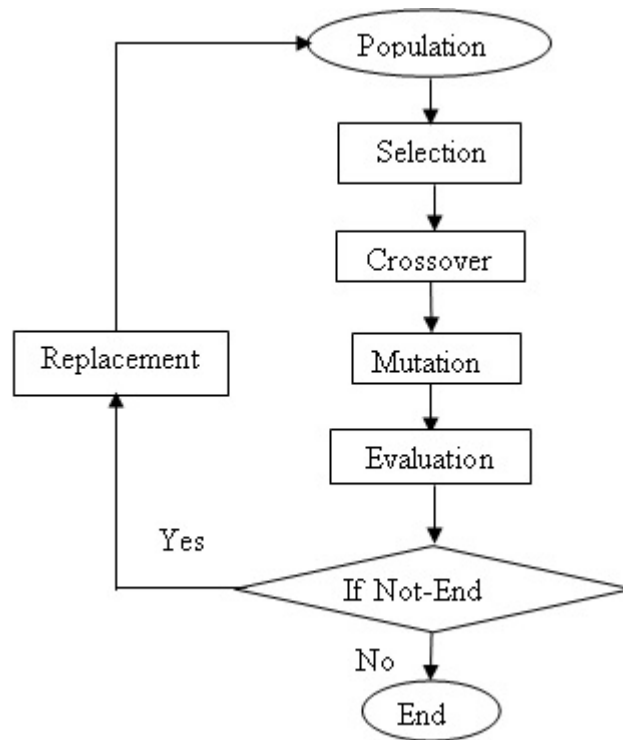 Population
Selection
Crossover
Replacement
Mutation
Evaluation
Yes
If Not-End
No
End